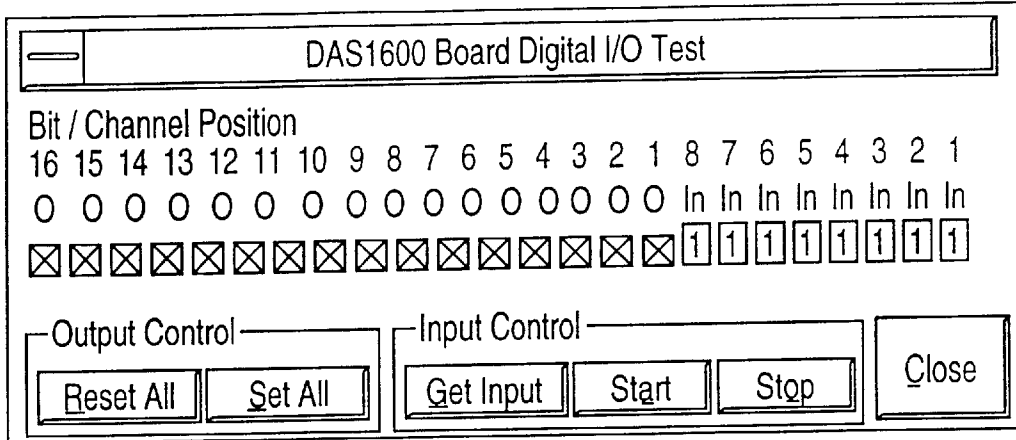 DAS1600 Board Digital I/O Test
Bit / Channel Position
16 15 14 13 12 11 10 9 8 7 6 5 4 3 2 1 8 7 6 5 4 3 2 1
O O O O O O O O O O O O O O O O In In In In In In In In
1 1 1 1 1 1 1 1
Output Control
Input Control
Reset All
Set All
Get Input
Start
Stop
Close